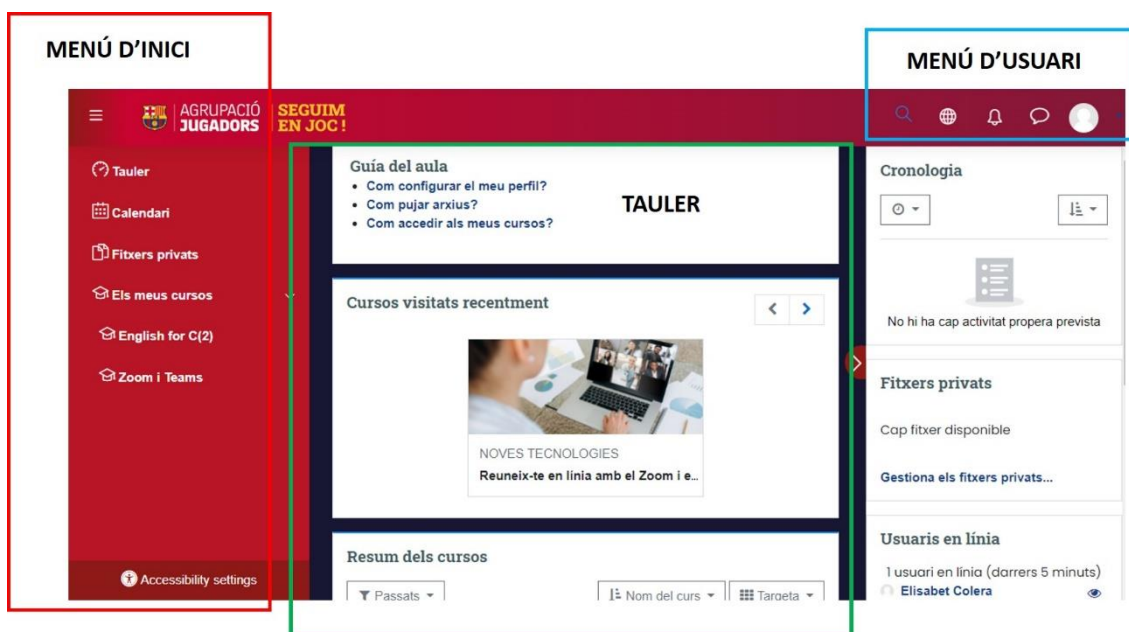 MENÚ D'INICI
MENÚ D'USUARI
AGRUPACIÓ
JUGADORS
SEGUIM
EN JOC!
Tauler
Calendari
Fitxers privats
Els meus cursos
English for C(2)
Zoom i Teams
Accessibility settings
Guía del aula
• Com configurar el meu perfil?
• Com pujar arxius?
• Com accedir als meus cursos?
TAULER
Cursos visitats recentment
NOVES TECNOLOGIES
Reuneix-te en línia amb el Zoom i e...
Resum dels cursos
Passats
Nom del curs
Targeta
Cronologia
No hi ha cap activitat propera prevista
Fitxers privats
Cap fitxer disponible
Gestiona els fitxers privats...
Usuaris en línia
1 usuari en línia (darrers 5 minuts)
Elisabet Colera